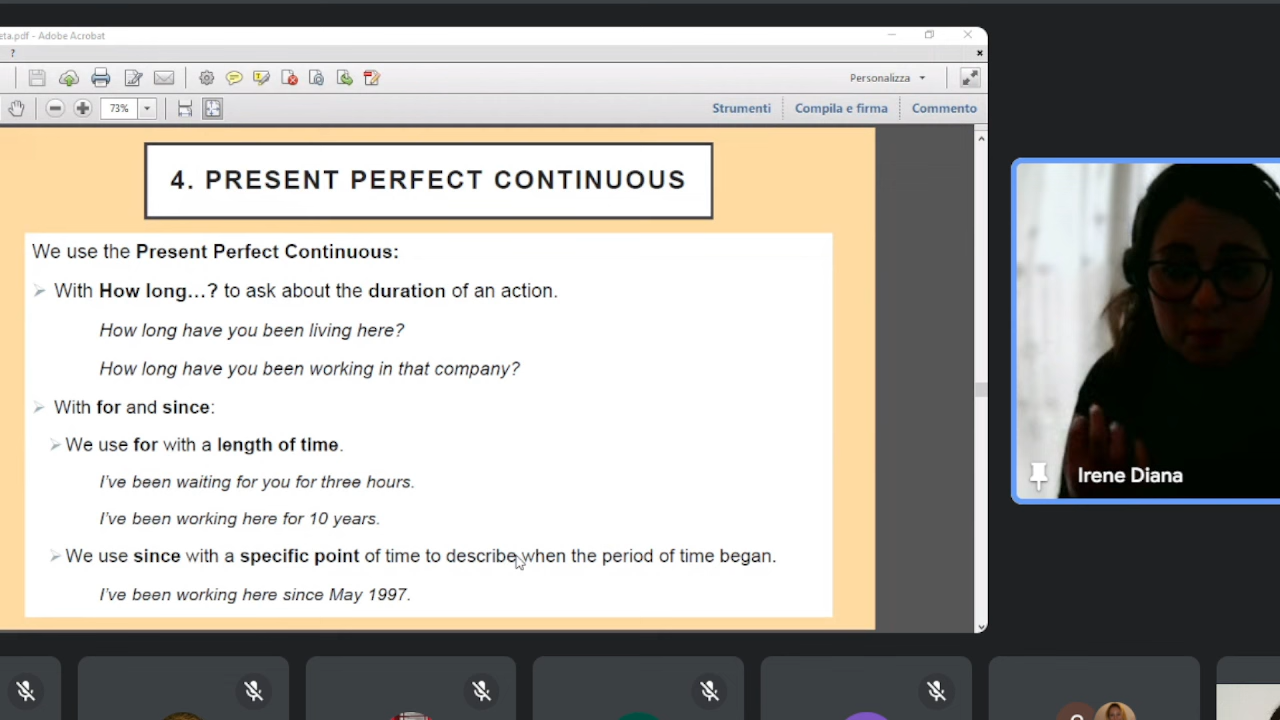 eta.pdf - Adobe Acrobat
?
73%
Personalizza
Strumenti Compila e firma Commento
4. PRESENT PERFECT CONTINUOUS
We use the Present Perfect Continuous:
With How long...? to ask about the duration of an action.
How long have you been living here?
How long have you been working in that company?
With for and since:
We use for with a length of time.
I've been waiting for you for three hours.
I've been working here for 10 years.
We use since with a specific point of time to describe when the period of time began.
I've been working here since May 1997.
Irene Diana